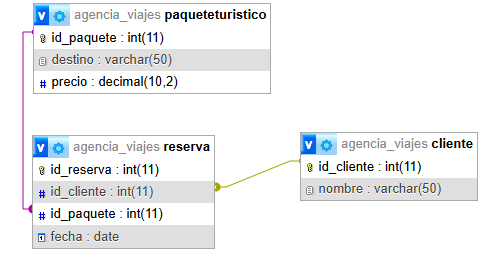 v agencia_viajes paqueteturistico
id_paquete : int(11)
destino : varchar(50)
# precio : decimal(10,2)
v agencia_viajes reserva
id_reserva : int(11)
# id_cliente : int(11)
# id_paquete : int(11)
fecha : date
v agencia_viajes cliente
id_cliente : int(11)
nombre : varchar(50)